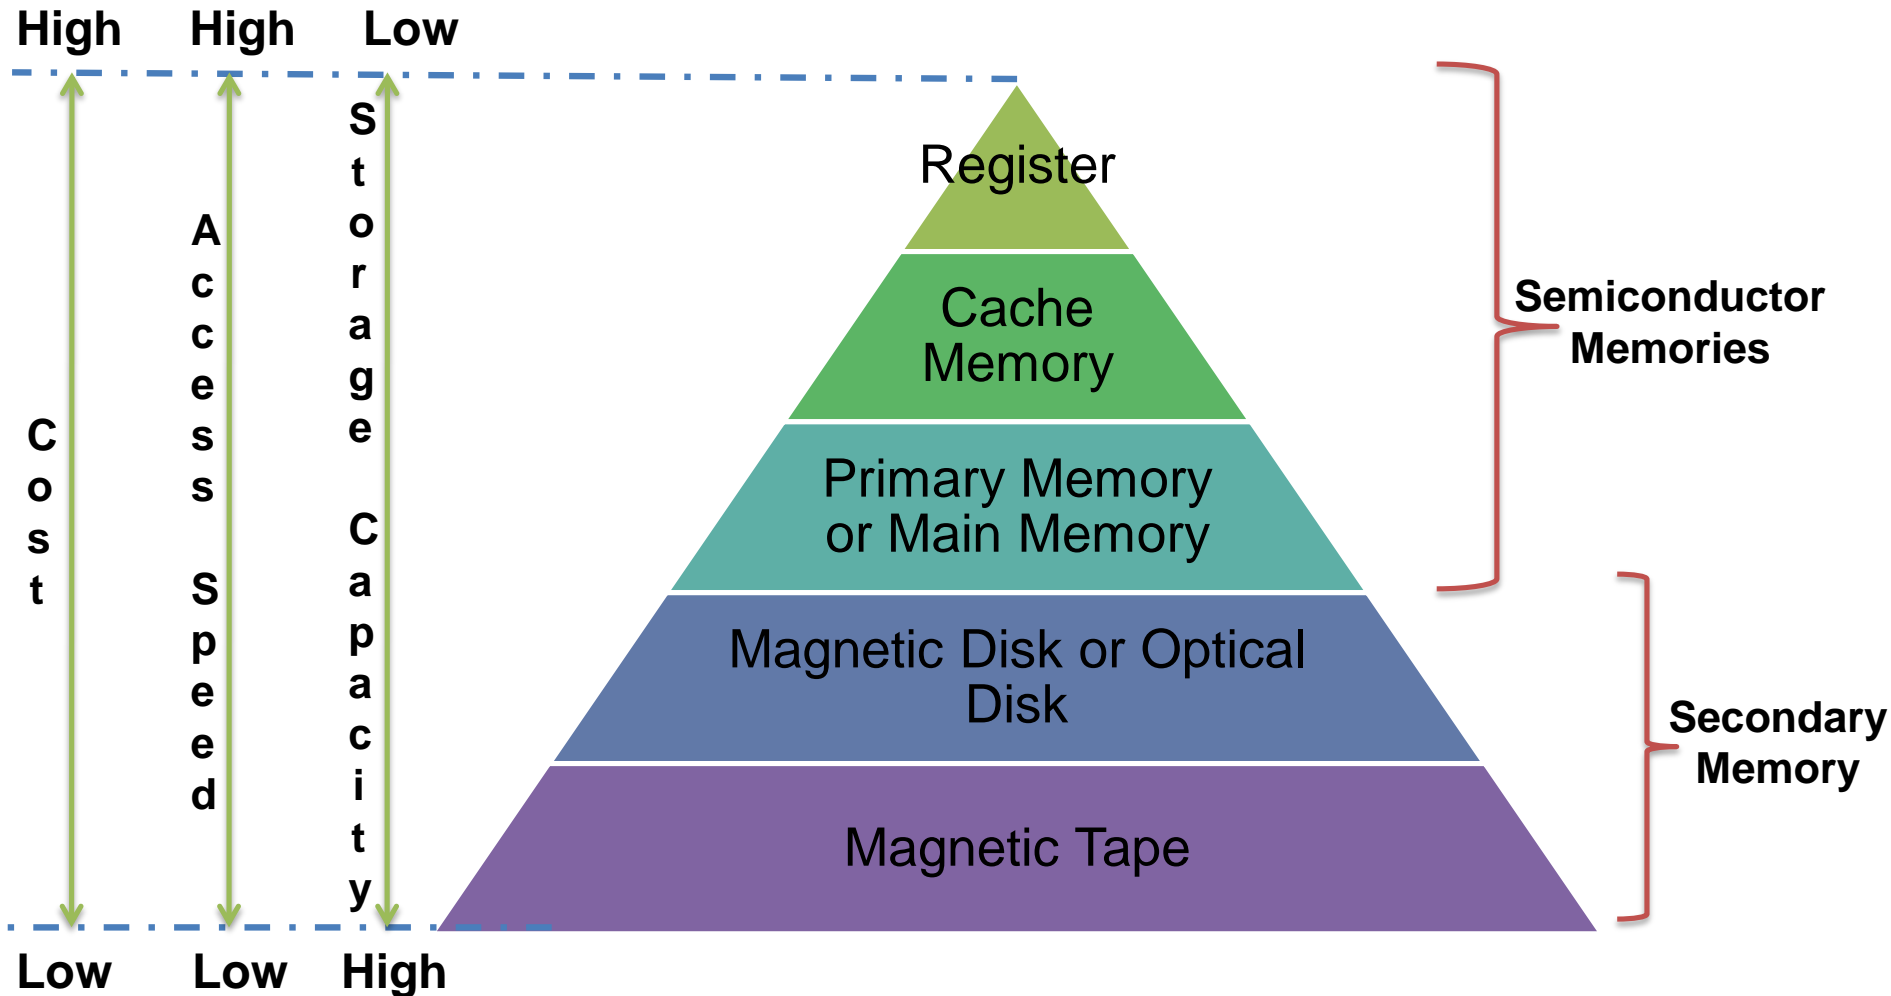 High High Low
Cost
Access Speed
Storage Capacity
Register
Cache
Memory
Primary Memory
or Main Memory
Magnetic Disk or Optical
Disk
Magnetic Tape
Semiconductor
Memories
Secondary
Memory
Low Low High